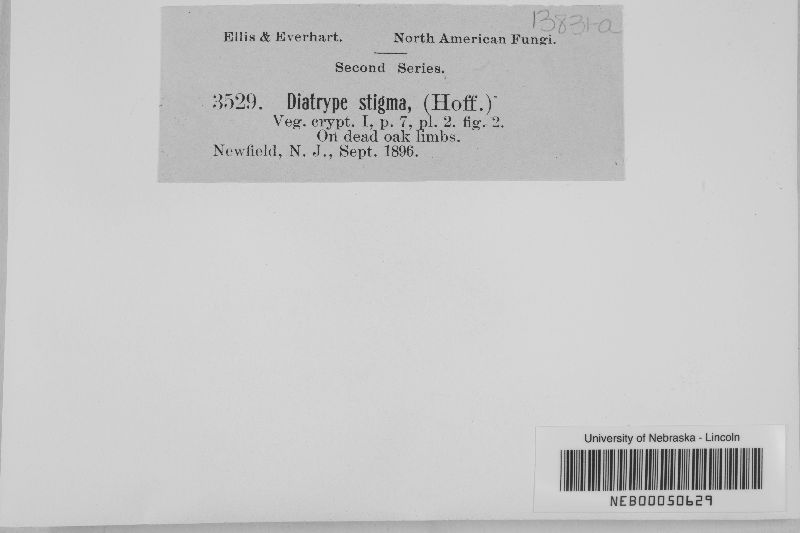 13831-a
Ellis & Everhart. North American Fungi.
Second Series.
3529. Diatrype stigma, (Hoff.)
Veg. crypt. I, p. 7, pl. 2. fig. 2.
On dead oak limbs.
Newfield, N. J., Sept. 1896.
University of Nebraska - Lincoln
NEB00050629